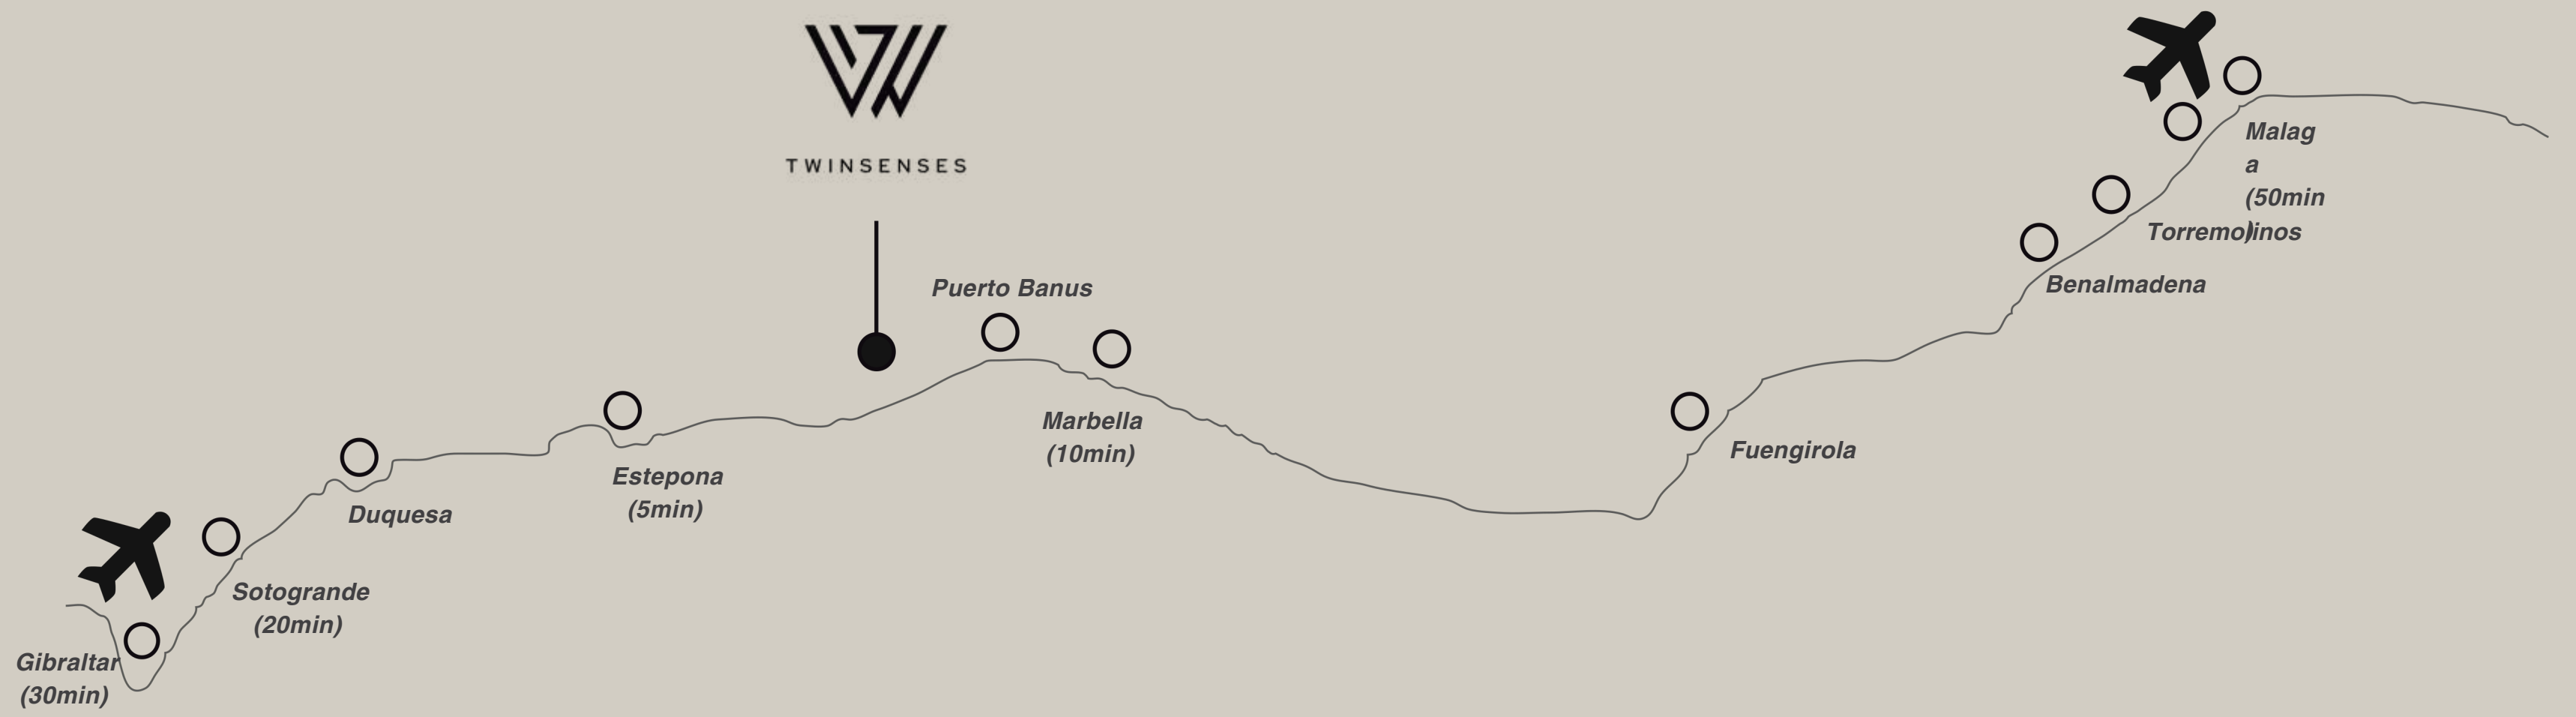 TWINSENSES
Malag
a
(50min
)
Torremolinos
Benalmadena
Puerto Banus
Marbella
(10min)
Fuengirola
Estepona
(5min)
Duquesa
Sotogrande
(20min)
Gibraltar
(30min)